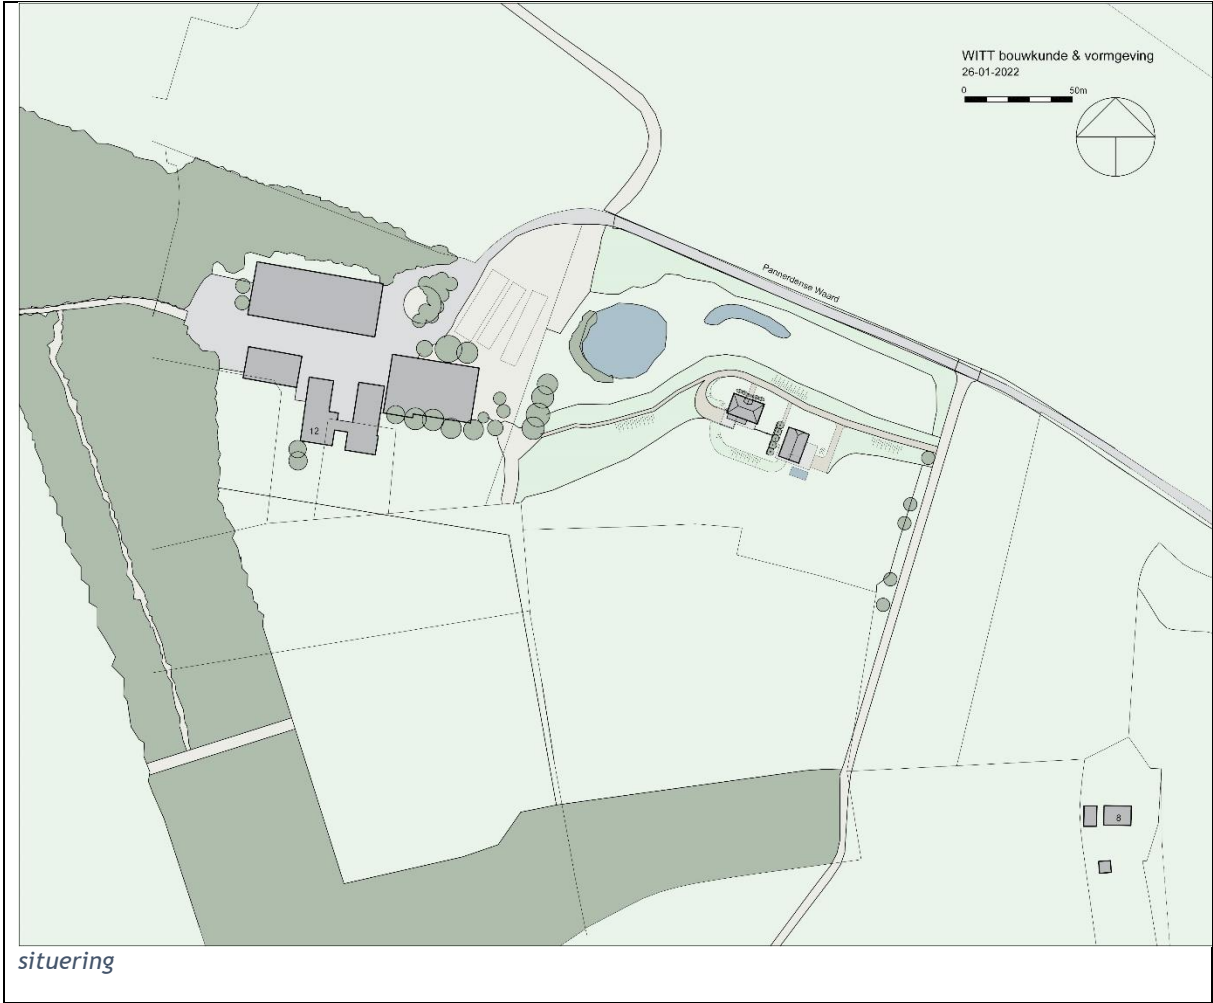 WITT bouwkunde & vormgeving
26-01-2022
0 50m
Pannerdense Waard
12
8
situering